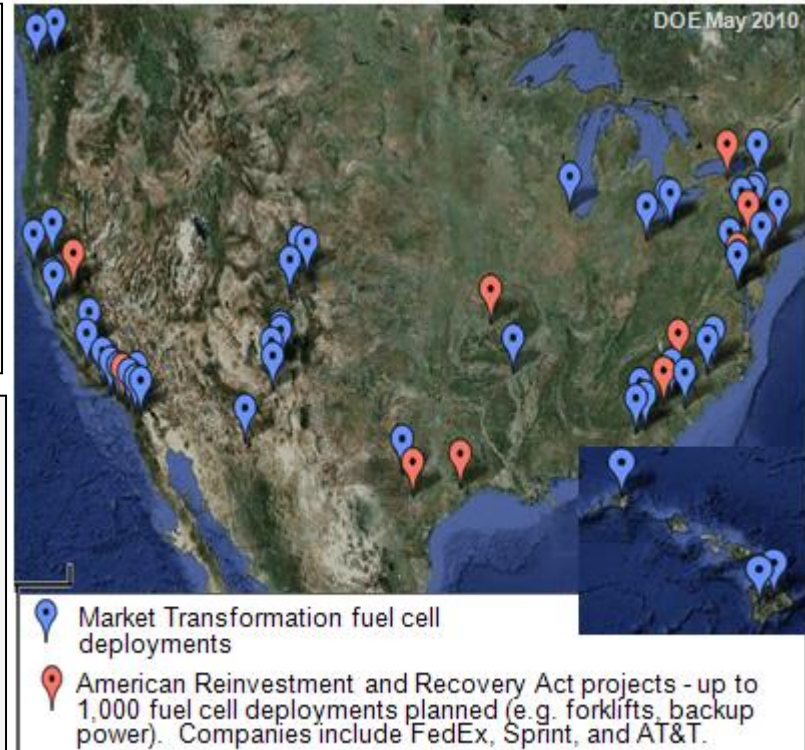 DOE May 2010
Market Transformation fuel cell
deployments
American Reinvestment and Recovery Act projects - up to
1,000 fuel cell deployments planned (e.g. forklifts, backup
power). Companies include FedEx, Sprint, and AT&T.